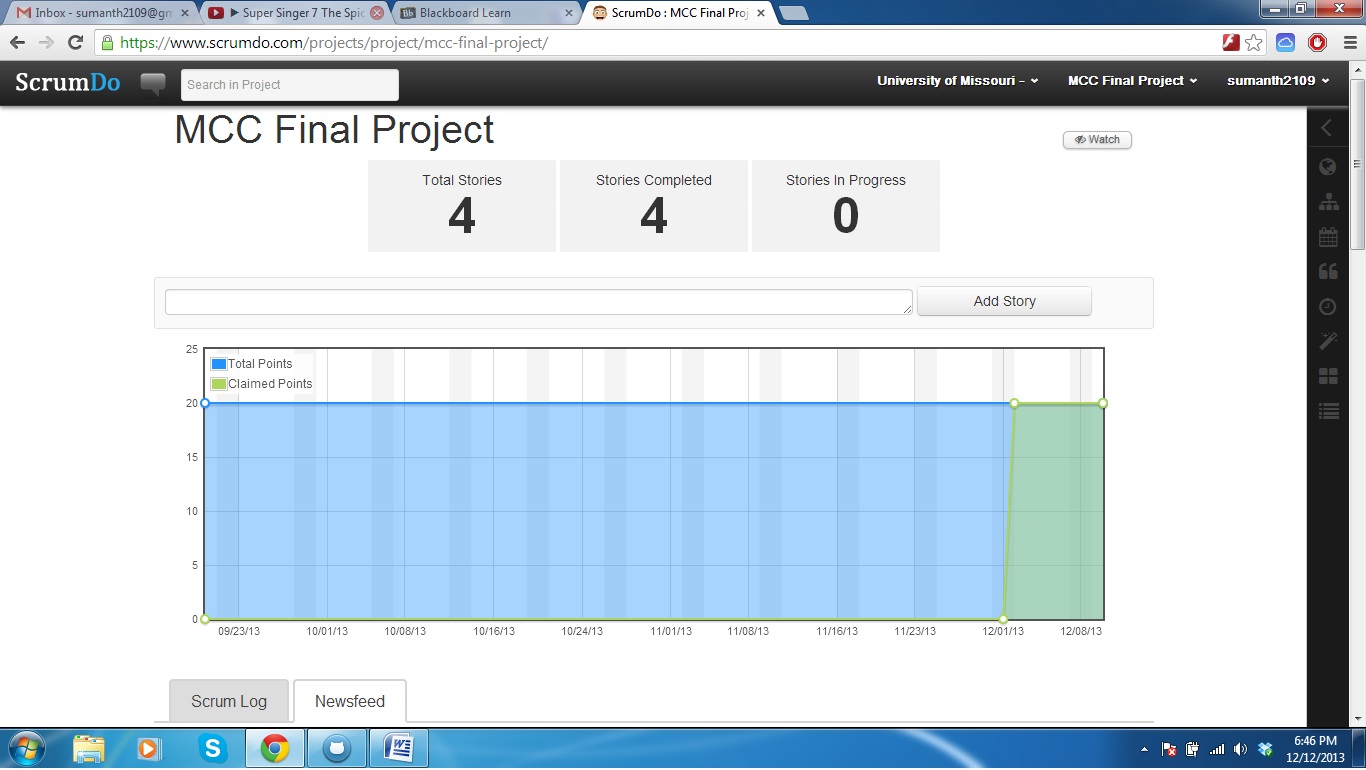 Inbox - sumanth2109@gm
Super Singer 7 The Spic
Blackboard Learn
ScrumDo : MCC Final Proj
https://www.scrumdo.com/projects/project/mcc-final-project/
ScrumDo
Search in Project
University of Missouri -
MCC Final Project
sumanth2109
MCC Final Project
Watch
Total Stories
4
Stories Completed
4
Stories In Progress
0
Add Story
25
20
15
10
5
0
Total Points
Claimed Points
09/23/13
10/01/13
10/08/13
10/16/13
10/24/13
11/01/13
11/08/13
11/16/13
11/23/13
12/01/13
12/08/13
Scrum Log
Newsfeed
6:46 PM
12/12/2013